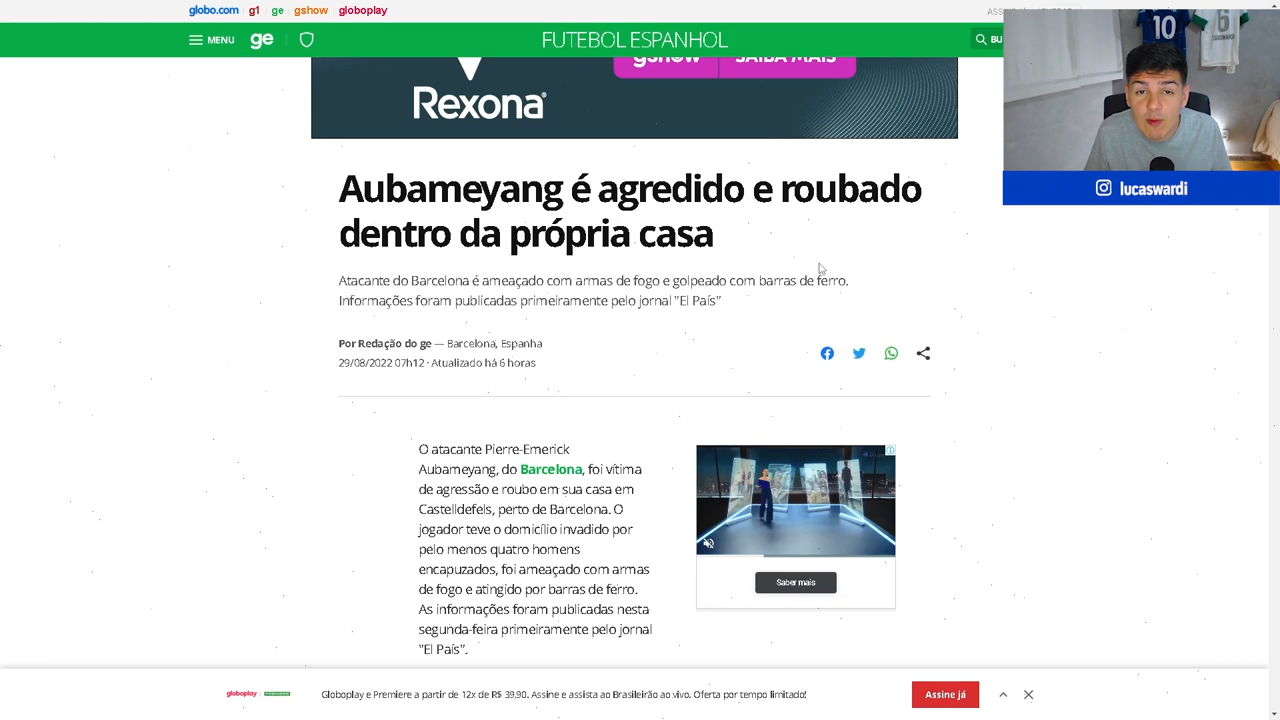 globo.com g1 ge gshow globoplay
MENU ge
FUTEBOL ESPANHOL
BU
10
6
Rexona
gshow SAIBA MAIS
lucaswardi
Aubameyang é agredido e roubado
dentro da própria casa
Atacante do Barcelona é ameaçado com armas de fogo e golpeado com barras de ferro.
Informações foram publicadas primeiramente pelo jornal "El País"
Por Redação do ge — Barcelona, Espanha
29/08/2022 07h12 · Atualizado há 6 horas
O atacante Pierre-Emerick
Aubameyang, do Barcelona, foi vítima
de agressão e roubo em sua casa em
Castelldefels, perto de Barcelona. O
jogador teve o domicílio invadido por
pelo menos quatro homens
encapuzados, foi ameaçado com armas
de fogo e atingido por barras de ferro.
As informações foram publicadas nesta
segunda-feira primeiramente pelo jornal
"El País".
Saber mais
globoplay
Globoplay e Premiere a partir de 12x de R$ 39,90. Assine e assista ao Brasileirão ao vivo. Oferta por tempo limitado!
Assine já